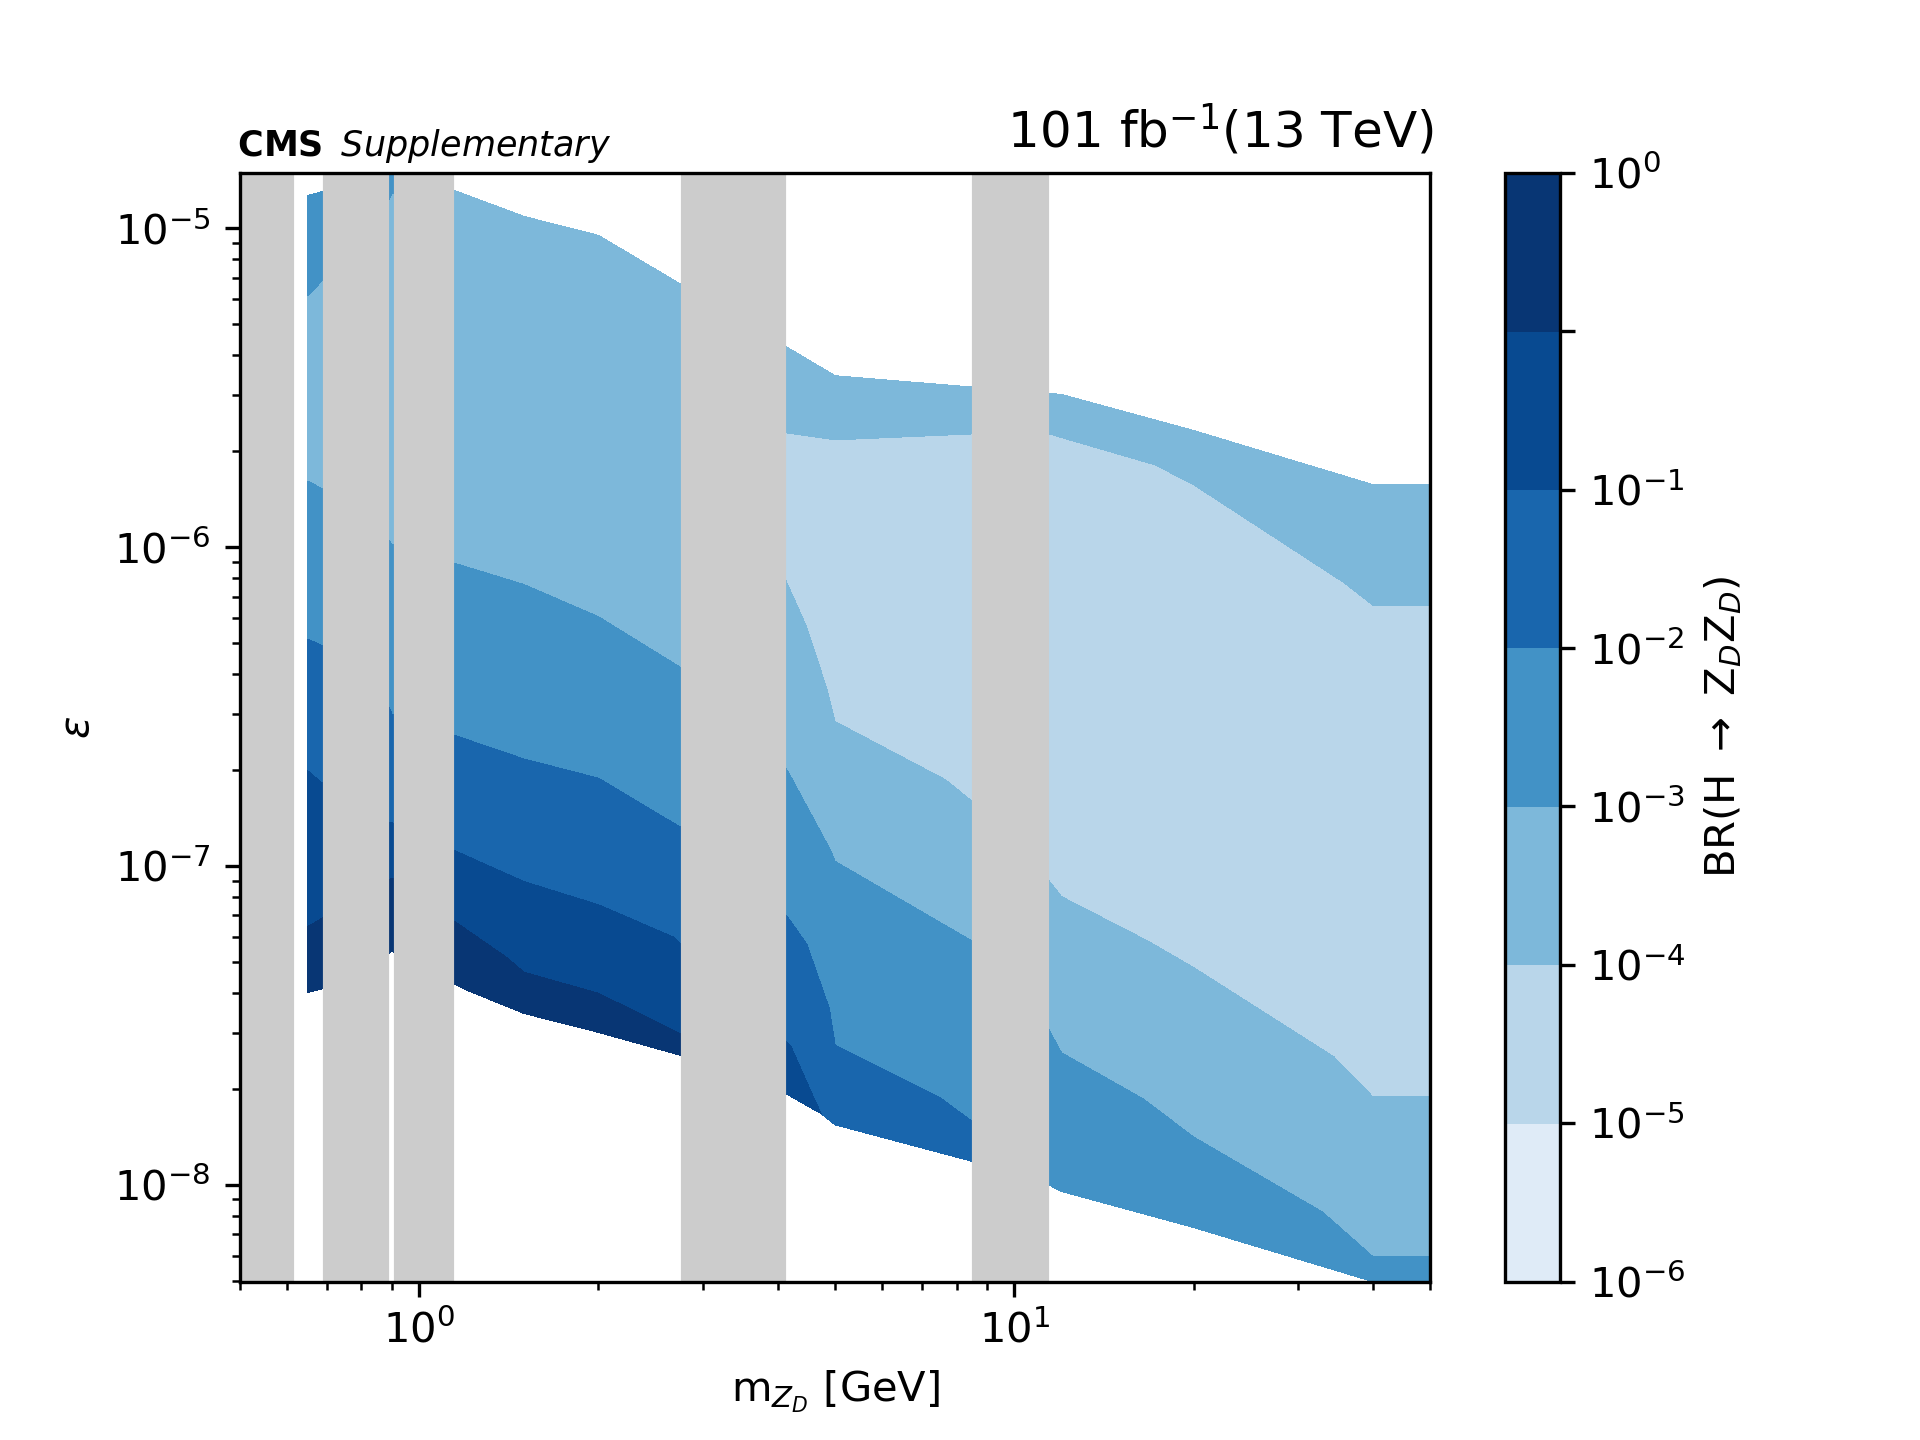 CMS Supplementary
101 fb⁻¹(13 TeV)
10⁻⁵
10⁻⁶
10⁻⁷
10⁻⁸
ε
10⁰
10¹
m_{Z_D} [GeV]
10⁰
10⁻¹
10⁻²
10⁻³
10⁻⁴
10⁻⁵
10⁻⁶
BR(H → Z_DZ_D)